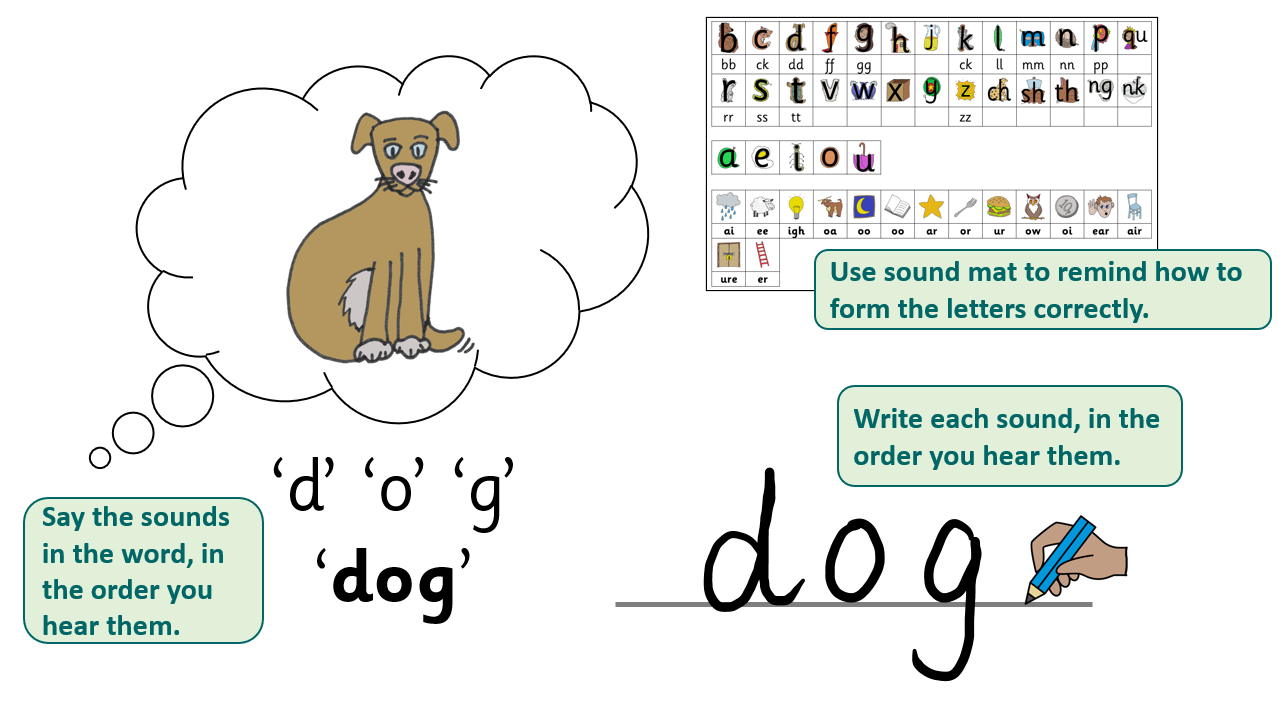 b c d f g h j k l m n p qu
bb ck dd ff gg ck ll mm nn pp
r s t v w x y z ch sh th ng nk
rr ss tt zz
a e i o u
ai ee igh oa oo oo ar or ur ow oi ear air
ure er
Use sound mat to remind how to
form the letters correctly.
Write each sound, in the
order you hear them.
‘d’ ‘o’ ‘g’
‘dog’
Say the sounds
in the word, in
the order you
hear them.
dog